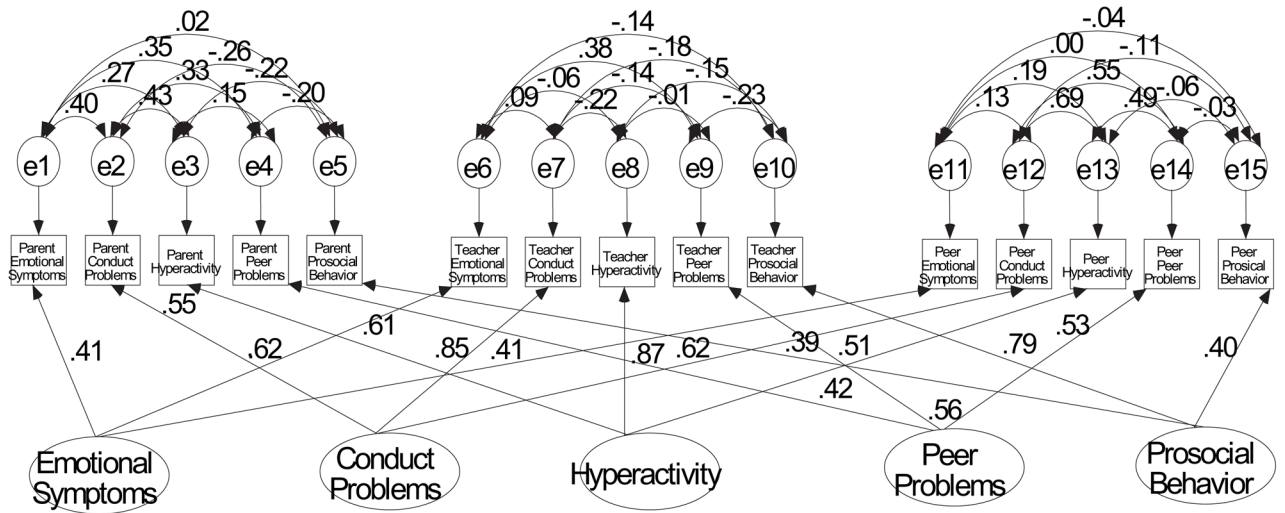 .02
-.14
-.04
.35
-.26
.38
-.18
.00
-.11
.27
.33
-.22
-.06
-.14
-.15
.19
.55
-.06
.40
.43
.15
-.20
.09
-.22
-.01
-.23
.13
.69
.49
-.03
e1
e2
e3
e4
e5
e6
e7
e8
e9
e10
e11
e12
e13
e14
e15
Parent
Emotional
Symptoms
Parent
Conduct
Problems
Parent
Hyperactivity
Parent
Peer
Problems
Parent
Prosocial
Behavior
Teacher
Emotional
Symptoms
Teacher
Conduct
Problems
Teacher
Hyperactivity
Teacher
Peer
Problems
Teacher
Prosocial
Behavior
Peer
Emotional
Symptoms
Peer
Conduct
Problems
Peer
Hyperactivity
Peer
Peer
Problems
Peer
Prosical
Behavior
.55
.61
.53
.41
.62
.85
.41
.87
.62
.39
.51
.79
.40
.42
.56
Emotional
Symptoms
Conduct
Problems
Hyperactivity
Peer
Problems
Prosocial
Behavior